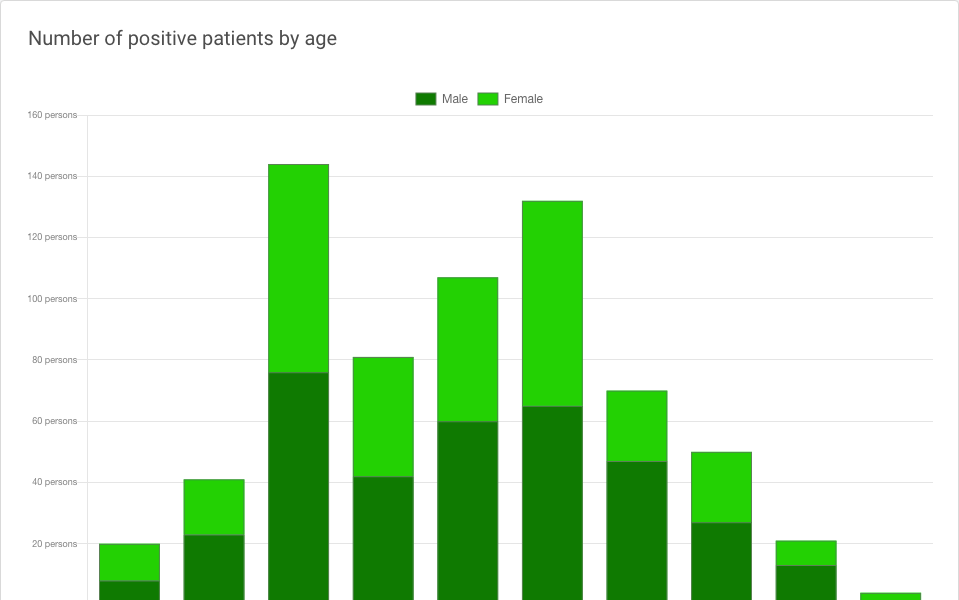 Number of positive patients by age
Male Female
160 persons
140 persons
120 persons
100 persons
80 persons
60 persons
40 persons
20 persons